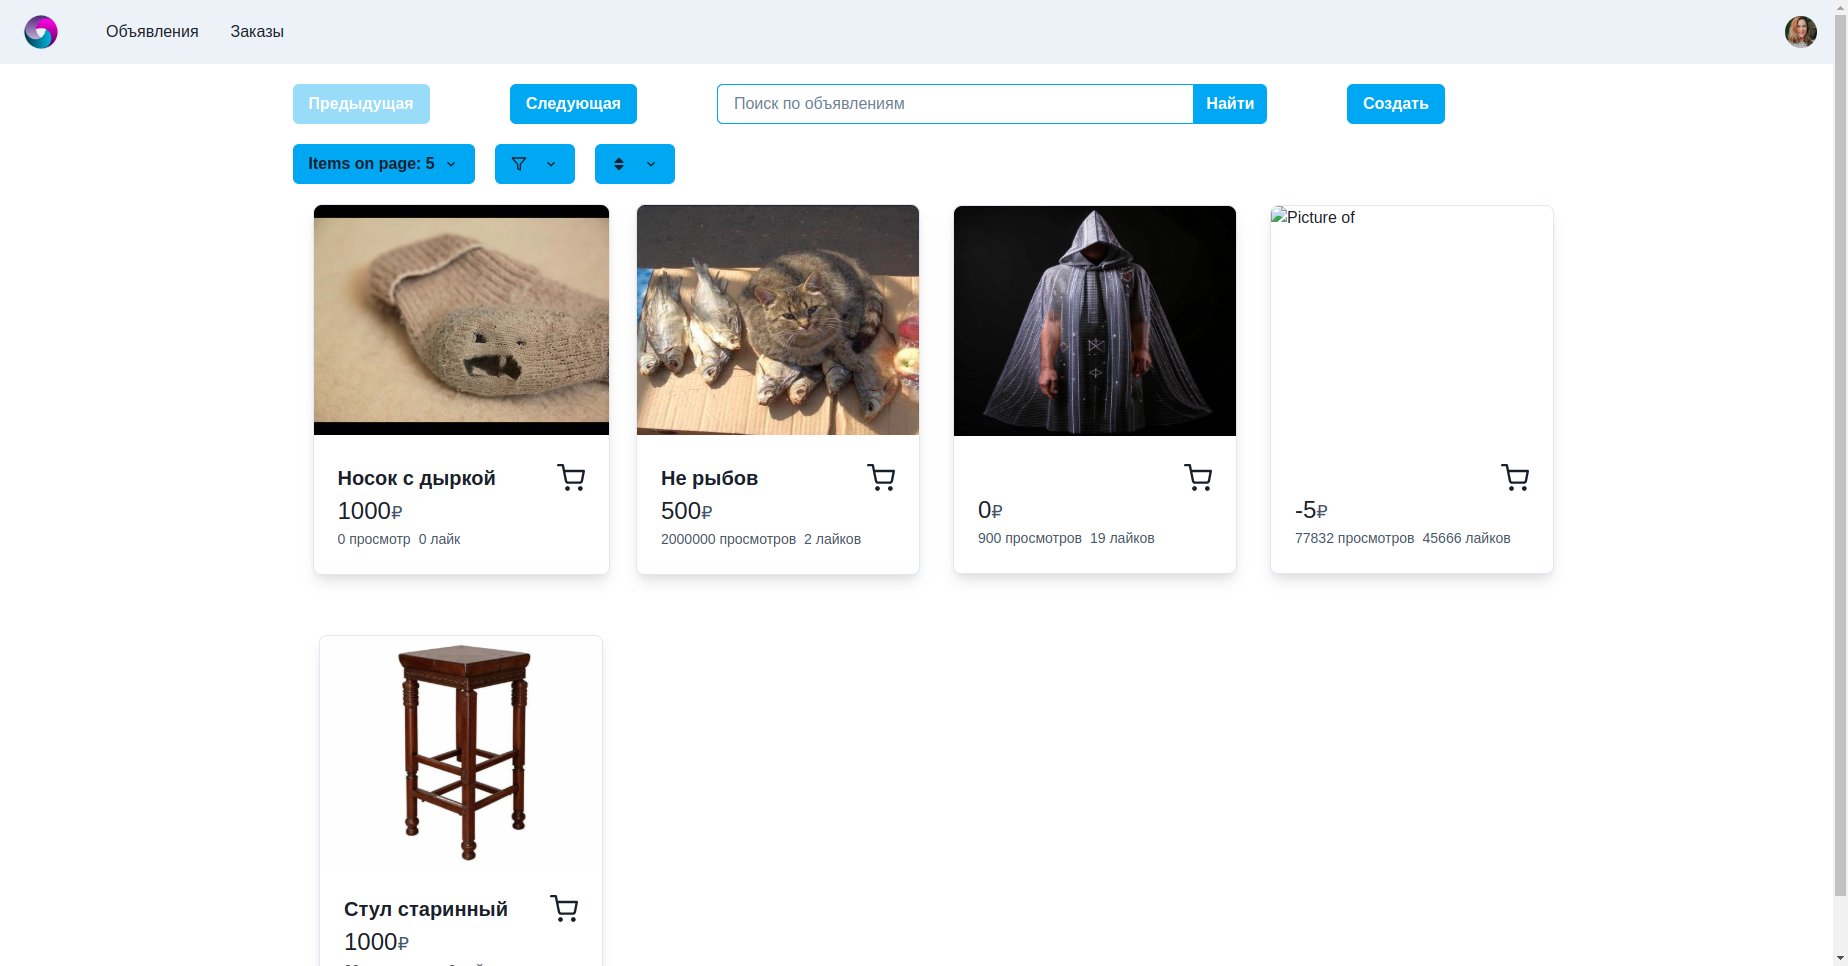 Объявления
Заказы
Предыдущая
Следующая
Поиск по объявлениям
Найти
Создать
Items on page: 5
Picture of
Носок с дыркой
1000₽
0 просмотр 0 лайк
Не рыбов
500₽
2000000 просмотров 2 лайков
0₽
900 просмотров 19 лайков
-5₽
77832 просмотров 45666 лайков
Стул старинный
1000₽